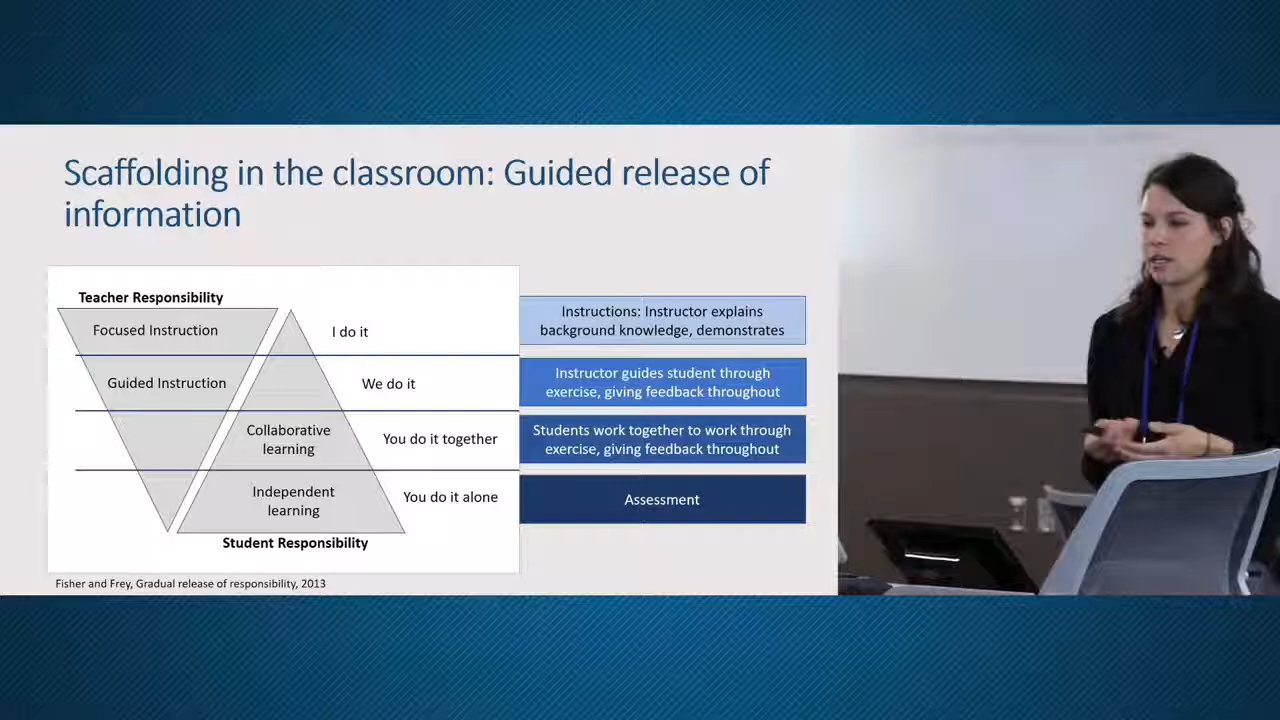 Scaffolding in the classroom: Guided release of
information
Teacher Responsibility
Focused Instruction
I do it
Instructions: Instructor explains
background knowledge, demonstrates
Guided Instruction
We do it
Instructor guides student through
exercise, giving feedback throughout
Collaborative
learning
You do it together
Students work together to work through
exercise, giving feedback throughout
Independent
learning
You do it alone
Assessment
Student Responsibility
Fisher and Frey, Gradual release of responsibility, 2013